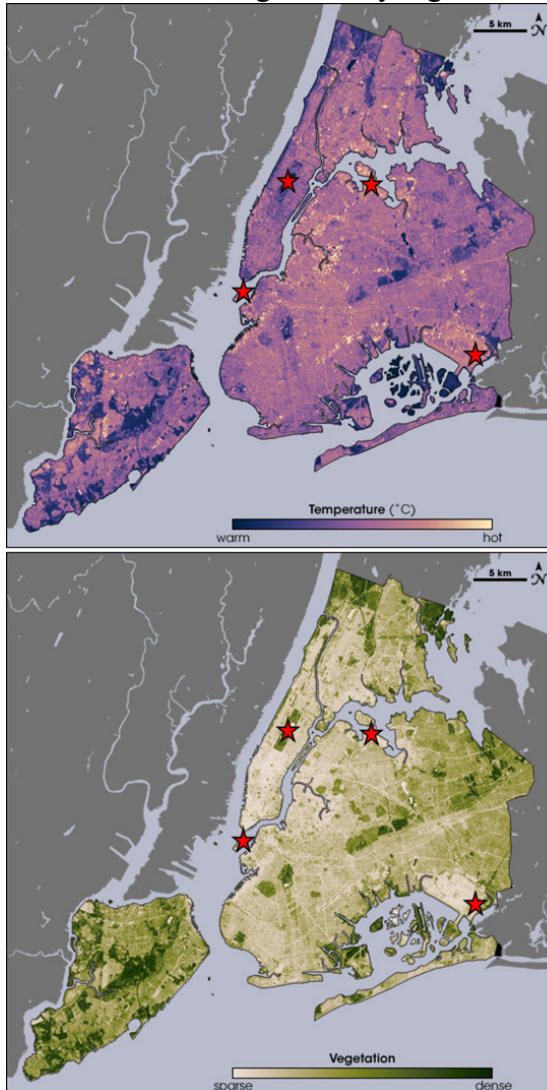 5 km
N
Temperature (°C)
warm hot
5 km
N
Vegetation
sparse dense